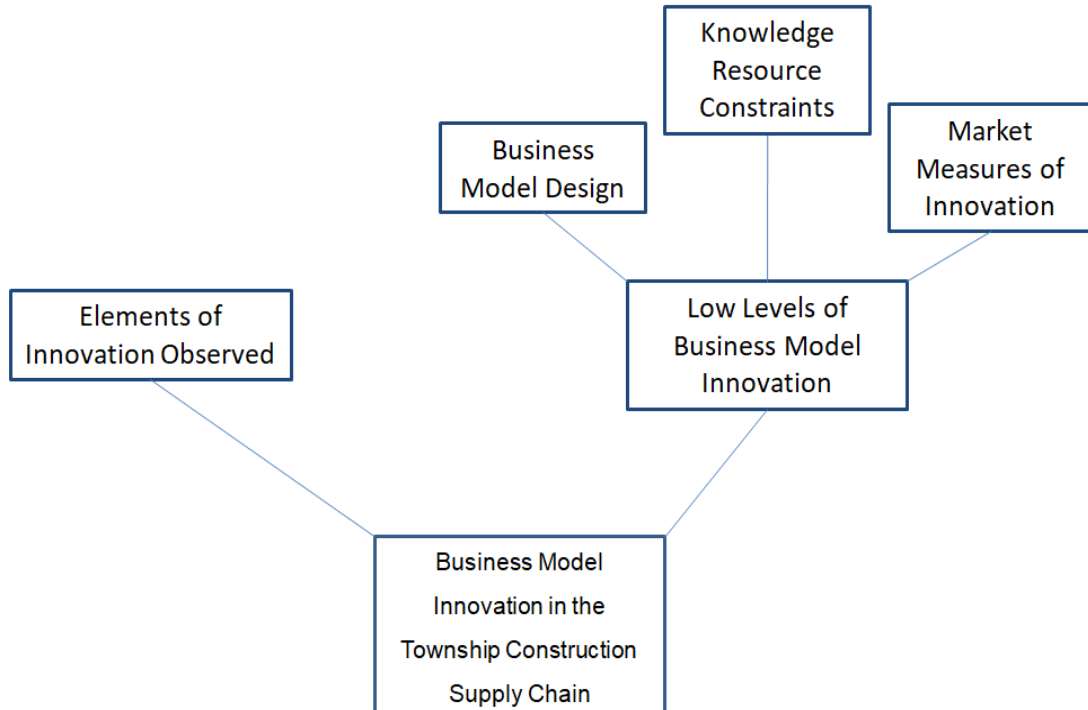 Knowledge
Resource
Constraints
Business
Model Design
Market
Measures of
Innovation
Elements of
Innovation Observed
Low Levels of
Business Model
Innovation
Business Model
Innovation in the
Township Construction
Supply Chain